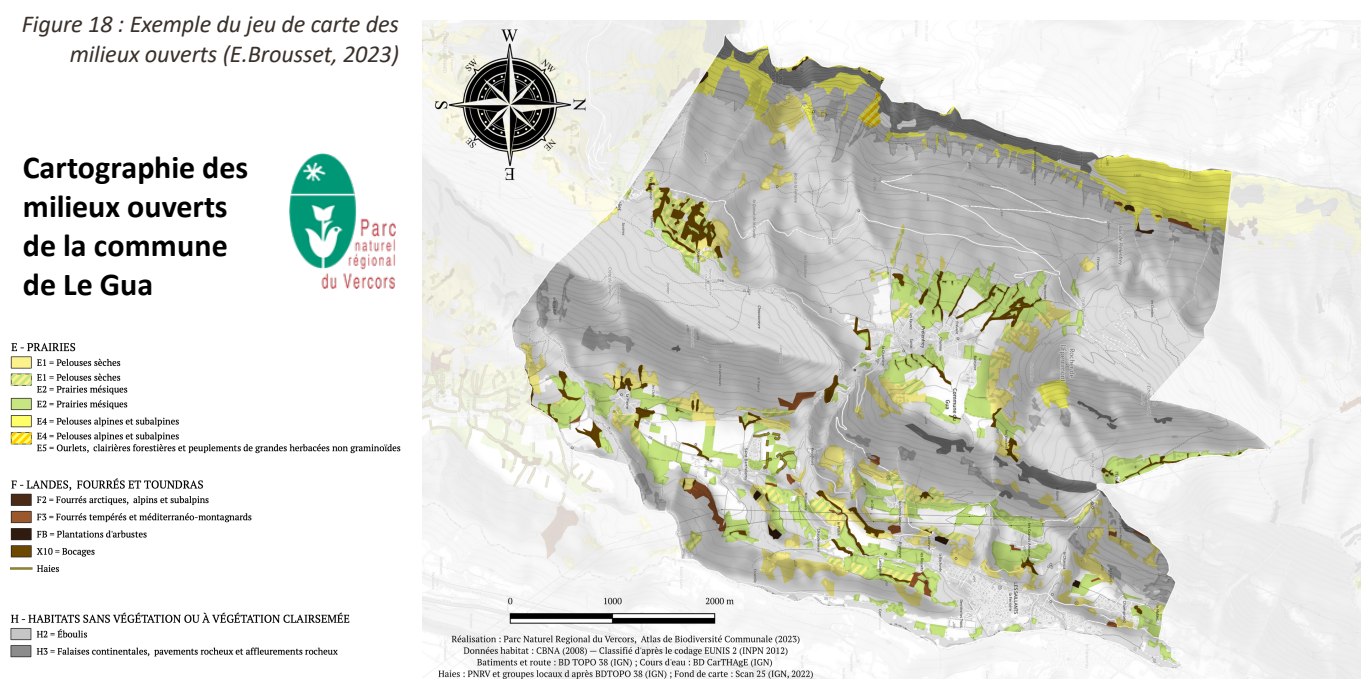 Figure 18 : Exemple du jeu de carte des
milieux ouverts (E.Brousset, 2023)
Cartographie des
milieux ouverts
de la commune
de Le Gua
Parc
naturel
régional
du Vercors
E - PRAIRIES
E1 = Pelouses sèches
E1 = Pelouses sèches
E2 = Prairies mésiques
E2 = Prairies mésiques
E4 = Pelouses alpines et subalpines
E4 = Pelouses alpines et subalpines
E5 = Ourlets, clairières forestières et peuplements de grandes herbacées non graminoïdes
F - LANDES, FOURRÉS ET TOUNDRAS
F2 = Fourrés arctiques, alpins et subalpins
F3 = Fourrés tempérés et méditerranéo-montagnards
FB = Plantations d'arbustes
X10 = Bocages
Haies
H - HABITATS SANS VÉGÉTATION OU À VÉGÉTATION CLAIRSEMÉE
H2 = Éboulis
H3 = Falaises continentales, pavements rocheux et affleurements rocheux
W
SW
NW
S
N
SE
NE
E
Commune de
Gua
LES SAILLANTS
0 1000 2000 m
Réalisation : Parc Naturel Regional du Vercors, Atlas de Biodiversité Communale (2023)
Données habitat : CBNA (2008) — Classifié d'après le codage EUNIS 2 (INPN 2012)
Batiments et route : BD TOPO 38 (IGN) ; Cours d'eau : BD CarTHAgE (IGN)
Haies : PNRV et groupes locaux d après BDTOPO 38 (IGN) ; Fond de carte : Scan 25 (IGN, 2022)